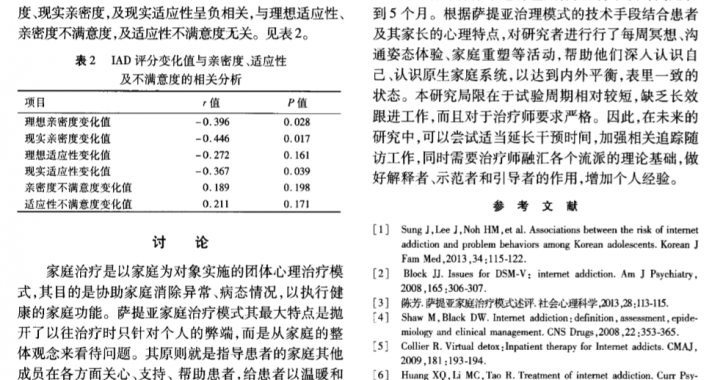 度、现实亲密度,及现实适应性呈负相关,与理想适应性、
亲密度不满意度,及适应性不满意度无关。见表2。
表 2 IAD 评分变化值与亲密度、适应性
及不满意度的相关分析
项目 r 值 P 值
理想亲密度变化值 -0.396 0.028
现实亲密度变化值 -0.446 0.017
理想适应性变化值 -0.272 0.161
现实适应性变化值 -0.367 0.039
亲密度不满意度变化值 0.189 0.198
适应性不满意度变化值 0.211 0.171
讨 论
家庭治疗是以家庭为对象实施的团体心理治疗模
式,其目的是协助家庭消除异常、病态情况,以执行健
康的家庭功能。萨提亚家庭治疗模式其最大特点是抛
开了以往治疗时只针对个人的弊端,而是从家庭的整
体观念来看待问题。其原则就是指导患者的家庭其他
成员在各方面关心、支持、帮助患者,给患者以温暖和
到 5 个月。根据萨提亚治理模式的技术手段结合患者
及其家长的心理特点,对研究者进行行了每周冥想、沟
通姿态体验、家庭重塑等活动,帮助他们深入认识自
己、认识原生家庭系统,以达到内外平衡,表里一致的
状态。本研究局限在于试验周期相对较短,缺乏长效
跟进工作,而且对于治疗师要求严格。因此,在未来的
研究中,可以尝试适当延长干预时间,加强相关追踪随
访工作,同时需要治疗师融汇各个流派的理论基础,做
好解释者、示范者和引导者的作用,增加个人经验。
参 考 文 献
[1] Sung J,Lee J,Noh HM,et al. Associations between the risk of internet
addiction and problem behaviors among Korean adolescents. Korean J
Fam Med,2013,34:115-122.
[2] Block JJ. Issues for DSM-V: internet addiction. Am J Psychiatry,
2008,165:306-307.
[3] 陈芳.萨提亚家庭治疗模式述评.社会心理科学,2013,28:113-115.
[4] Shaw M,Black DW. Internet addiction:definition,assessment,epide-
miology and clinical management. CNS Drugs,2008,22:353-365.
[5] Collier R. Virtual detox:Inpatient therapy for Internet addicts. CMAJ,
2009,181:193-194.
[6] Huang XQ,Li MC,Tao R. Treatment of internet addiction. Curr Psy-